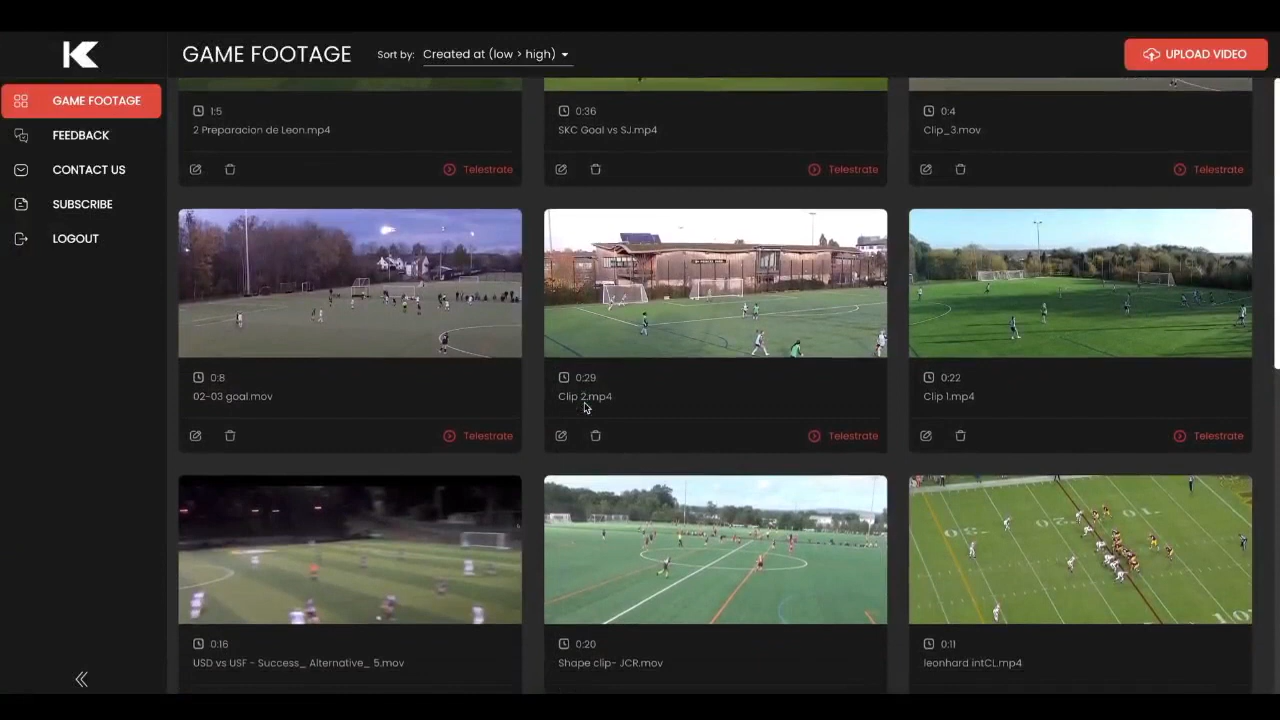 GAME FOOTAGE
Sort by: Created at (low > high)
UPLOAD VIDEO
GAME FOOTAGE
FEEDBACK
CONTACT US
SUBSCRIBE
LOGOUT
1:5
2 Preparacion de Leon.mp4
Telestrate
0:36
SKC Goal vs SJ.mp4
Telestrate
0:4
Clip_3.mov
Telestrate
0:8
02-03 goal.mov
Telestrate
0:29
Clip 2.mp4
Telestrate
0:22
Clip 1.mp4
Telestrate
0:16
USD vs USF - Success_ Alternative_ 5.mov
0:20
Shape clip- JCR.mov
0:11
leonhard intCL.mp4